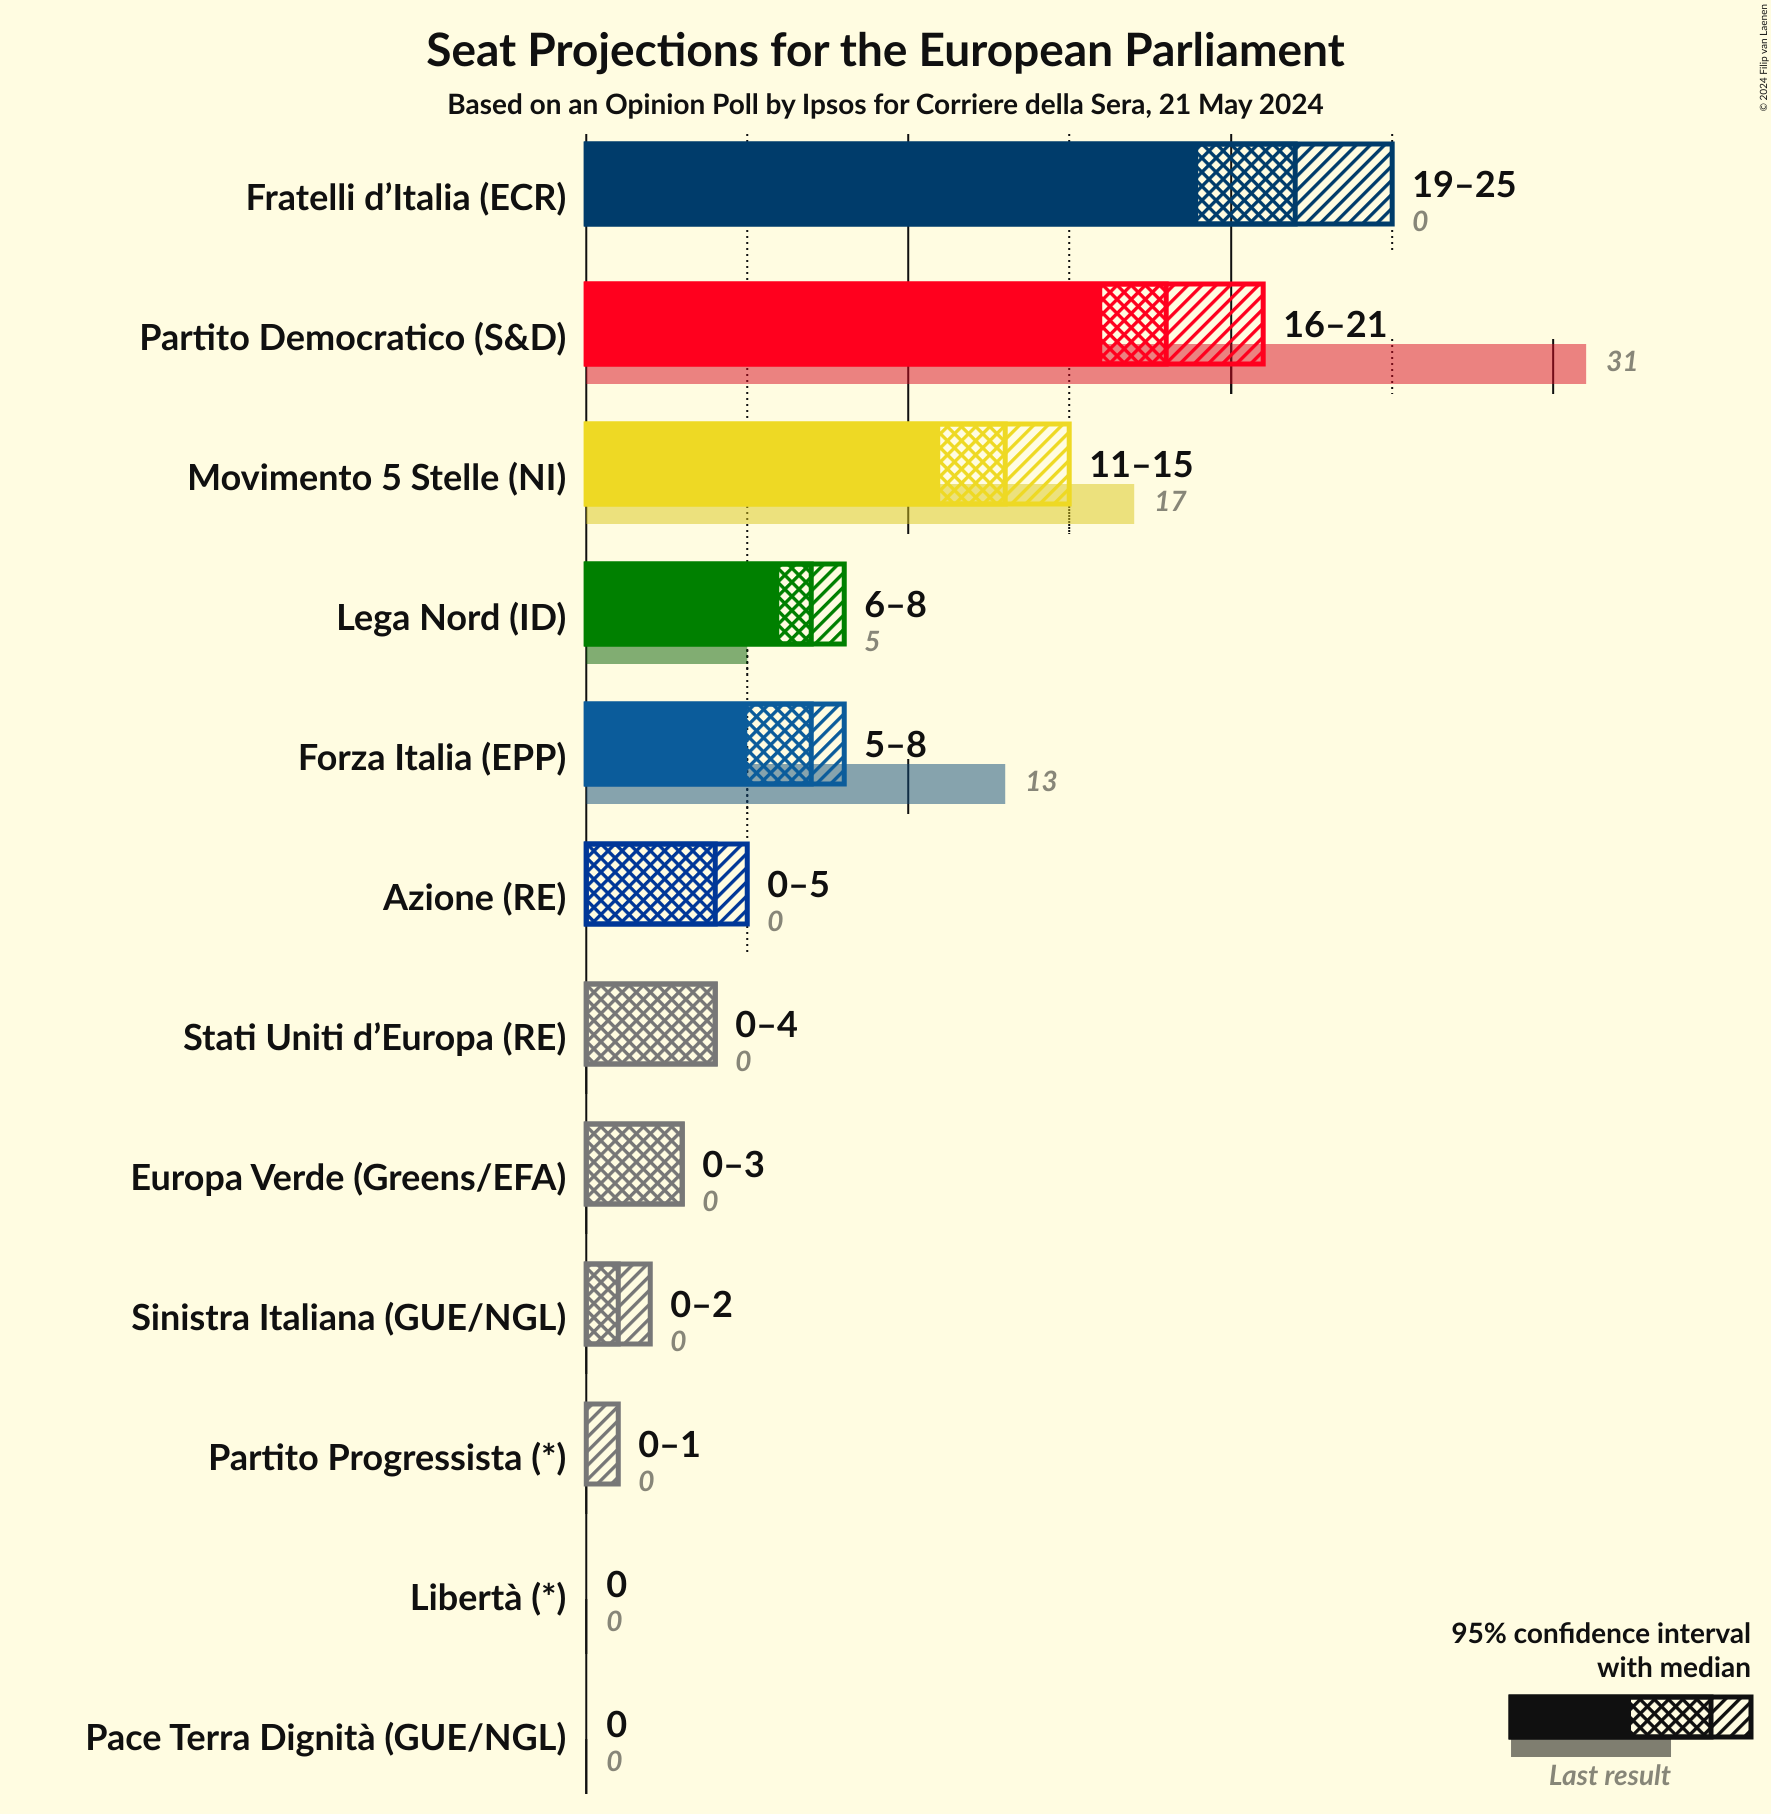 Seat Projections for the European Parliament
Based on an Opinion Poll by Ipsos for Corriere della Sera, 21 May 2024
© 2024 Filip van Laenen
Fratelli d’Italia (ECR)
19–25
0
Partito Democratico (S&D)
16–21
31
Movimento 5 Stelle (NI)
11–15
17
Lega Nord (ID)
6–8
5
Forza Italia (EPP)
5–8
13
Azione (RE)
0–5
0
Stati Uniti d’Europa (RE)
0–4
0
Europa Verde (Greens/EFA)
0–3
0
Sinistra Italiana (GUE/NGL)
0–2
0
Partito Progressista (*)
0–1
0
Libertà (*)
0
0
Pace Terra Dignità (GUE/NGL)
0
0
95% confidence interval
with median
Last result